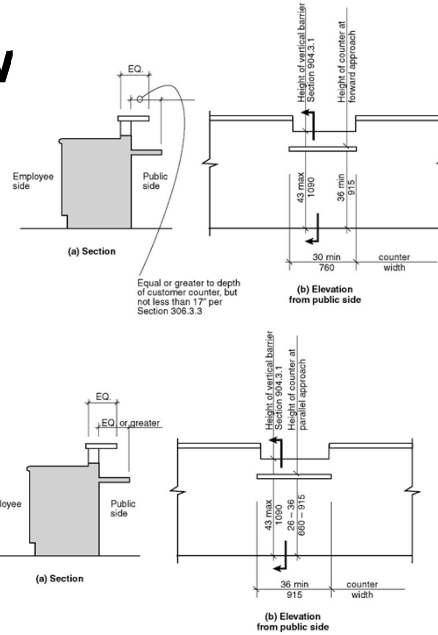 EQ.
Employee
side
Public
side
(a) Section
Equal or greater to depth
of customer counter, but
not less than 17" per
Section 306.3.3
Height of vertical barrier
Section 904.3.1
Height of counter at
forward approach
43 max
1090
36 min
915
30 min
760
counter
width
(b) Elevation
from public side
EQ.
EQ. or greater
loyee
Public
side
(a) Section
Height of vertical barrier
Section 904.3.1
Height of counter at
parallel approach
43 max
1090
26 – 36
660 – 915
36 min
915
counter
width
(b) Elevation
from public side